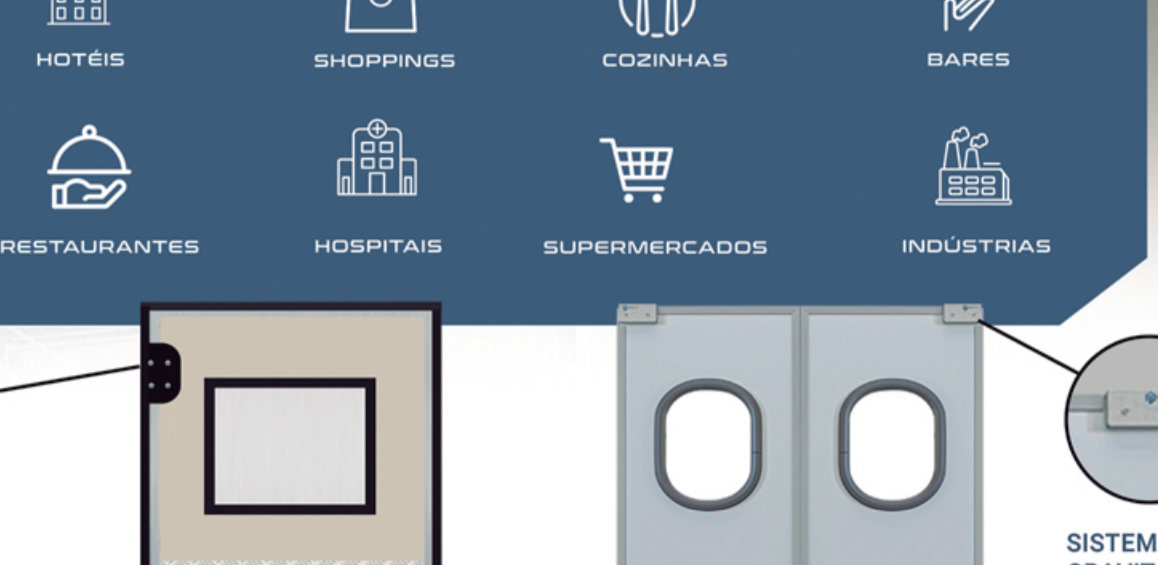 HOTÉIS
SHOPPINGS
COZINHAS
BARES
RESTAURANTES
HOSPITAIS
SUPERMERCADOS
INDÚSTRIAS
SISTEM